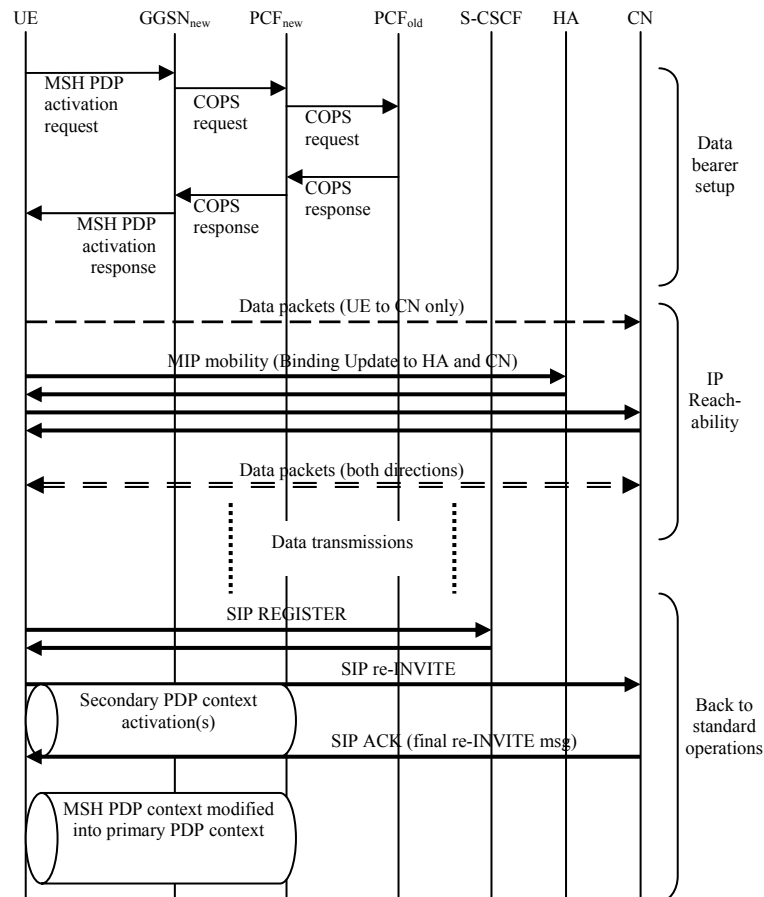 UE GGSNnew PCFnew PCFold S-CSCF HA CN
MSH PDP
activation
request
COPS
request
COPS
request
Data
bearer
setup
COPS
response
COPS
response
MSH PDP
activation
response
Data packets (UE to CN only)
MIP mobility (Binding Update to HA and CN)
IP
Reach-
ability
Data packets (both directions)
Data transmissions
SIP REGISTER
SIP re-INVITE
Secondary PDP context
activation(s)
SIP ACK (final re-INVITE msg)
Back to
standard
operations
MSH PDP context modified
into primary PDP context